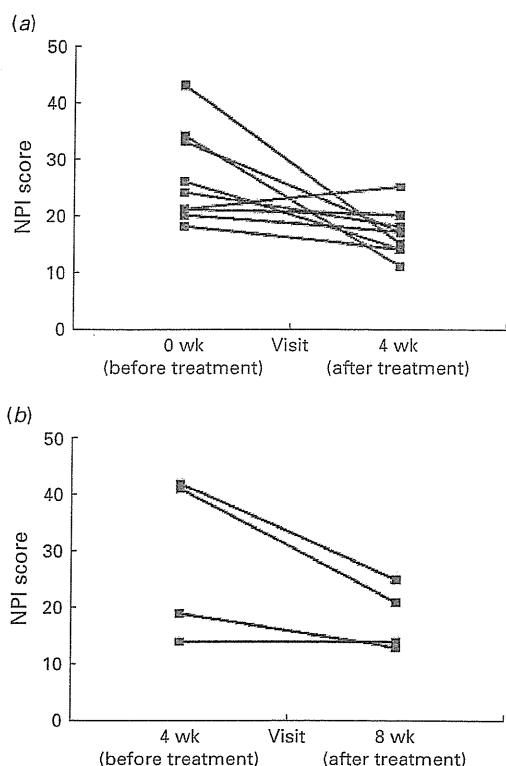 (a)
50
40
30
20
10
0
NPI score
0 wk Visit 4 wk
(before treatment) (after treatment)
(b)
50
40
30
20
10
0
NPI score
4 wk Visit 8 wk
(before treatment) (after treatment)